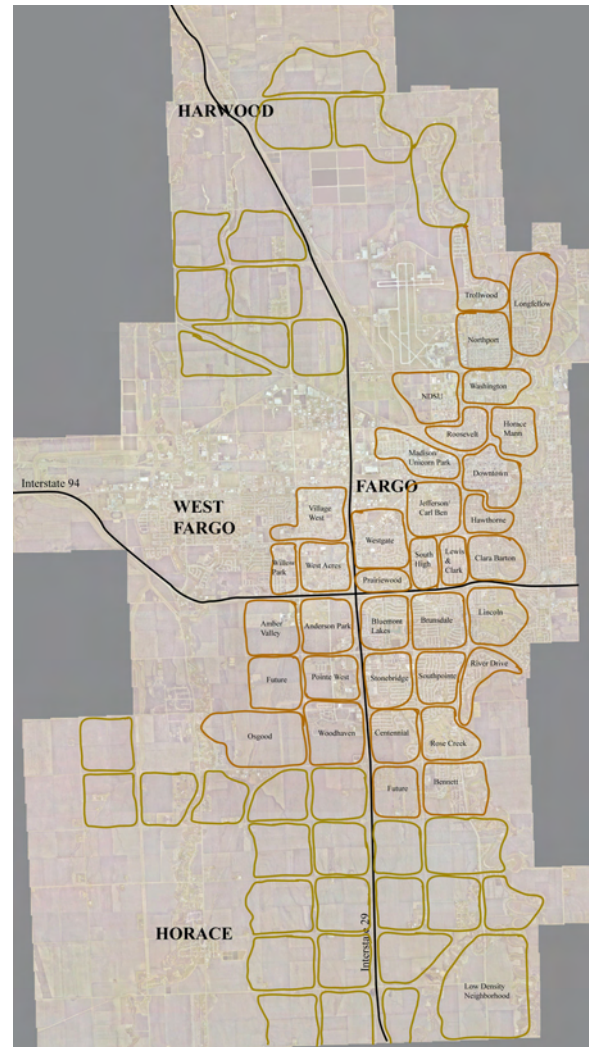 HARWOOD
Trollwood
Longfellow
Northport
Washington
NDSU
Roosevelt
Horace
Mann
Madison/
Unicorn Park
Downtown
Interstate 94
WEST
FARGO
FARGO
Village
West
Jefferson/
Carl Ben
Hawthorne
Westgate
South
High
Lewis
&
Clark
Clara Barton
Willow
Park
West Acres
Prairiewood
Amber
Valley
Anderson Park
Bluemont
Lakes
Brunsdale
Lincoln
Future
Pointe West
Stonebridge
Southpointe
River Drive
Osgood
Woodhaven
Centennial
Rose Creek
Future
Bennett
HORACE
Interstate 29
Low Density
Neighborhood